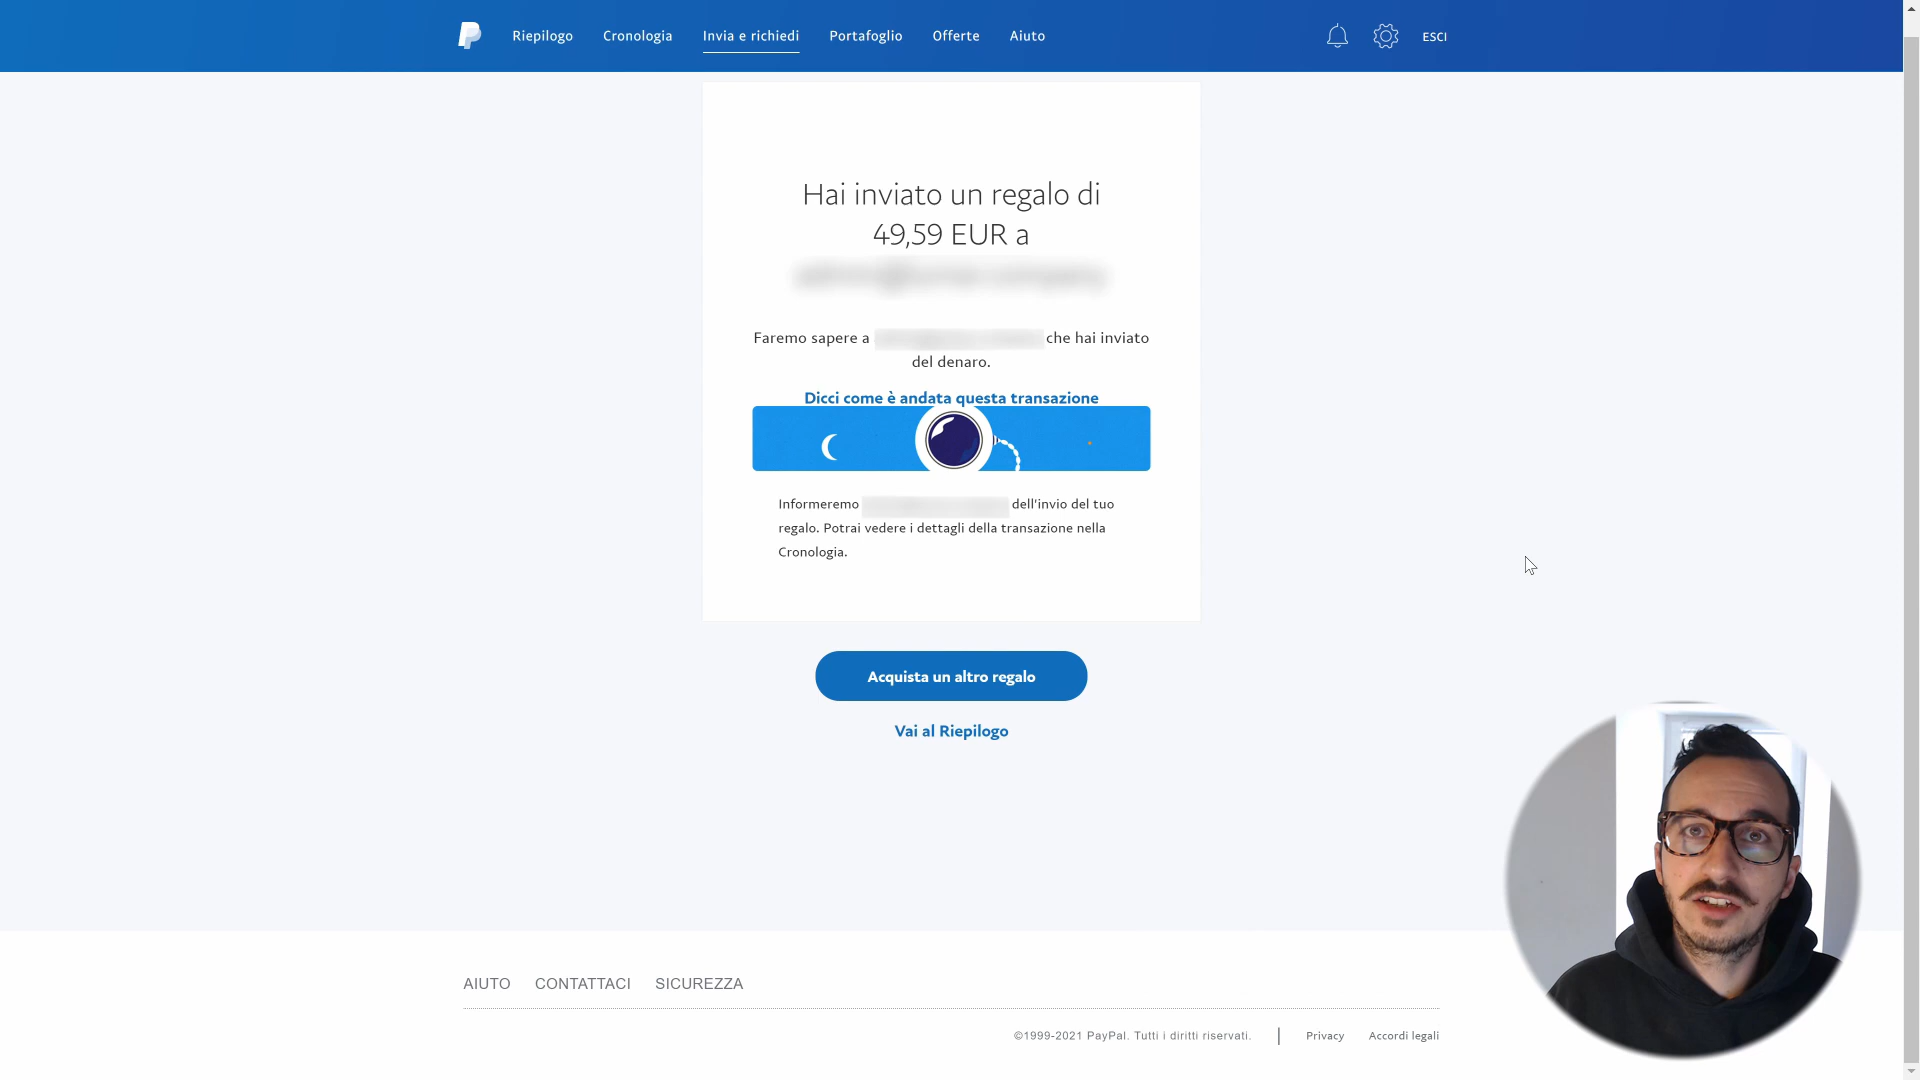 Riepilogo Cronologia Invia e richiedi Portafoglio Offerte Aiuto ESCI
Hai inviato un regalo di
49,59 EUR a
Faremo sapere a che hai inviato
del denaro.
Dicci come è andata questa transazione
Informeremo dell'invio del tuo
regalo. Potrai vedere i dettagli della transazione nella
Cronologia.
Acquista un altro regalo
Vai al Riepilogo
AIUTO CONTATTACI SICUREZZA
©1999-2021 PayPal. Tutti i diritti riservati. | Privacy Accordi legali